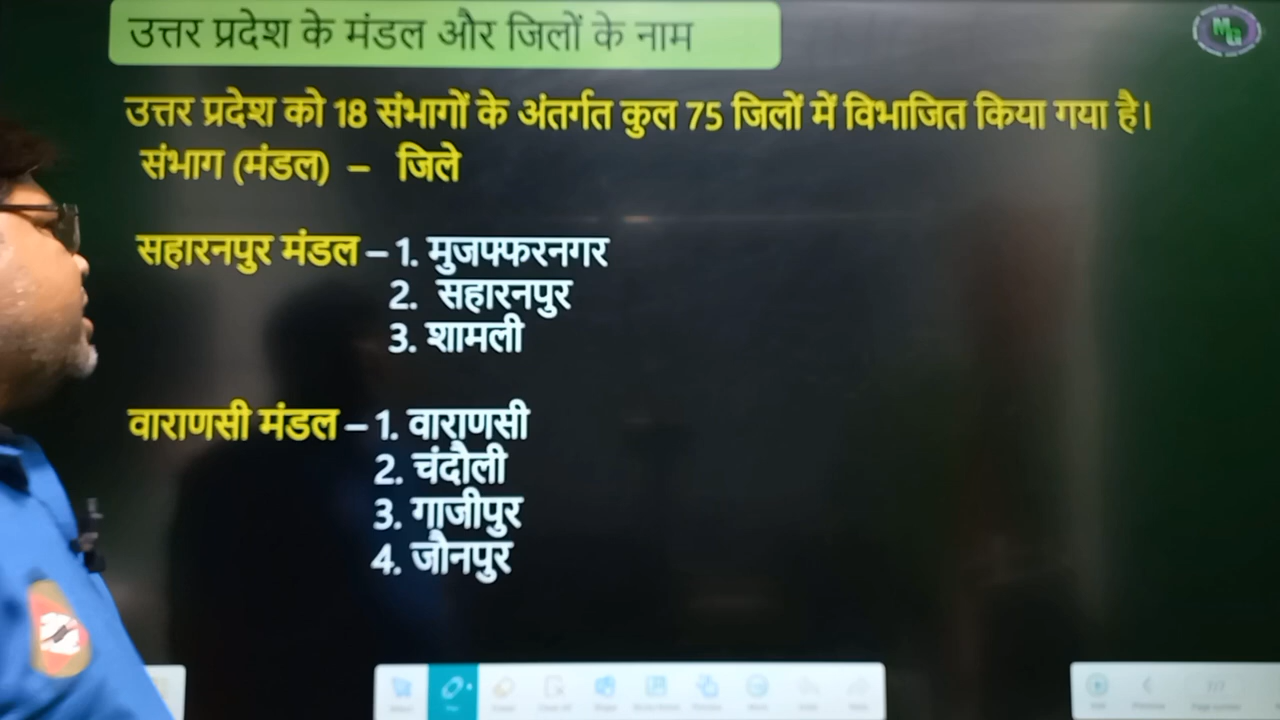 उत्तर प्रदेश के मंडल और जिलों के नाम
MG
उत्तर प्रदेश को 18 संभागों के अंतर्गत कुल 75 जिलों में विभाजित किया गया है।
संभाग (मंडल) – जिले
सहारनपुर मंडल – 1. मुजफ्फरनगर
2. सहारनपुर
3. शामली
वाराणसी मंडल – 1. वाराणसी
2. चंदौली
3. गाजीपुर
4. जौनपुर